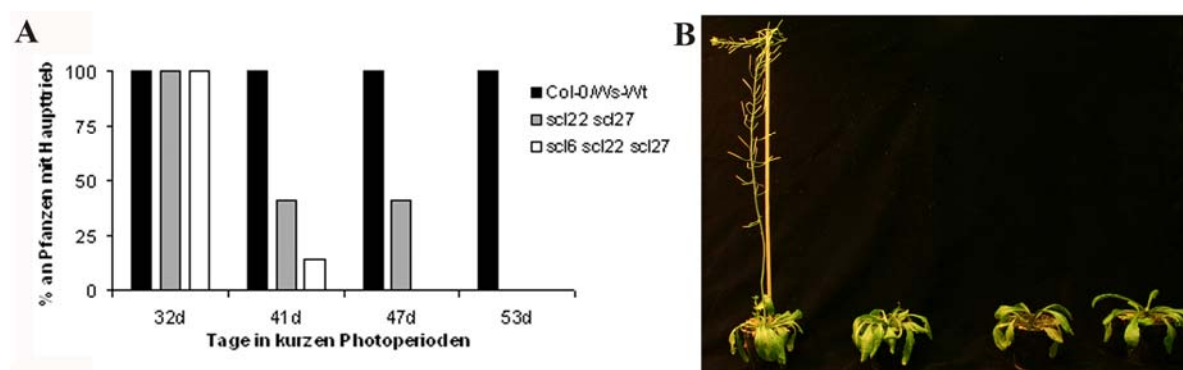 A
% an Pfanzen mit Haupttrieb
100
75
50
25
0
32d
41d
47d
53d
Tage in kurzen Photoperioden
Col-0/Ws-Wt
scl22 scl27
scl6 scl22 scl27
B